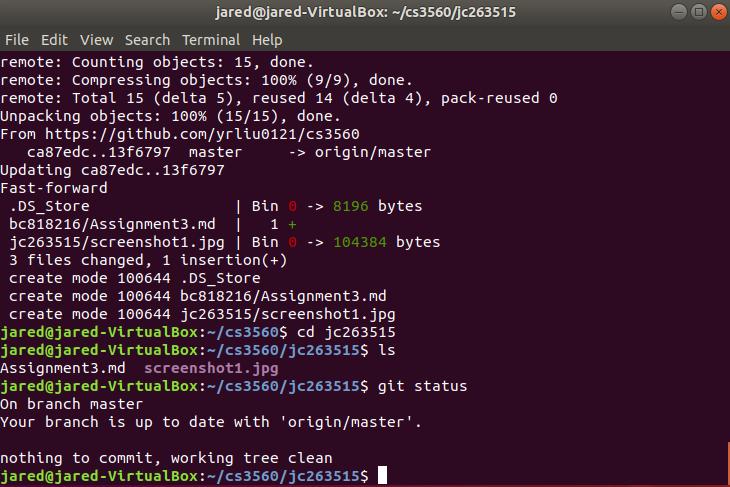 jared@jared-VirtualBox: ~/cs3560/jc263515
File Edit View Search Terminal Help
remote: Counting objects: 15, done.
remote: Compressing objects: 100% (9/9), done.
remote: Total 15 (delta 5), reused 14 (delta 4), pack-reused 0
Unpacking objects: 100% (15/15), done.
From https://github.com/yrliu0121/cs3560
   ca87edc..13f6797  master     -> origin/master
Updating ca87edc..13f6797
Fast-forward
 .DS_Store                | Bin 0 -> 8196 bytes
 bc818216/Assignment3.md  |   1 +
 jc263515/screenshot1.jpg | Bin 0 -> 104384 bytes
 3 files changed, 1 insertion(+)
 create mode 100644 .DS_Store
 create mode 100644 bc818216/Assignment3.md
 create mode 100644 jc263515/screenshot1.jpg
jared@jared-VirtualBox:~/cs3560$ cd jc263515
jared@jared-VirtualBox:~/cs3560/jc263515$ ls
Assignment3.md  screenshot1.jpg
jared@jared-VirtualBox:~/cs3560/jc263515$ git status
On branch master
Your branch is up to date with 'origin/master'.

nothing to commit, working tree clean
jared@jared-VirtualBox:~/cs3560/jc263515$